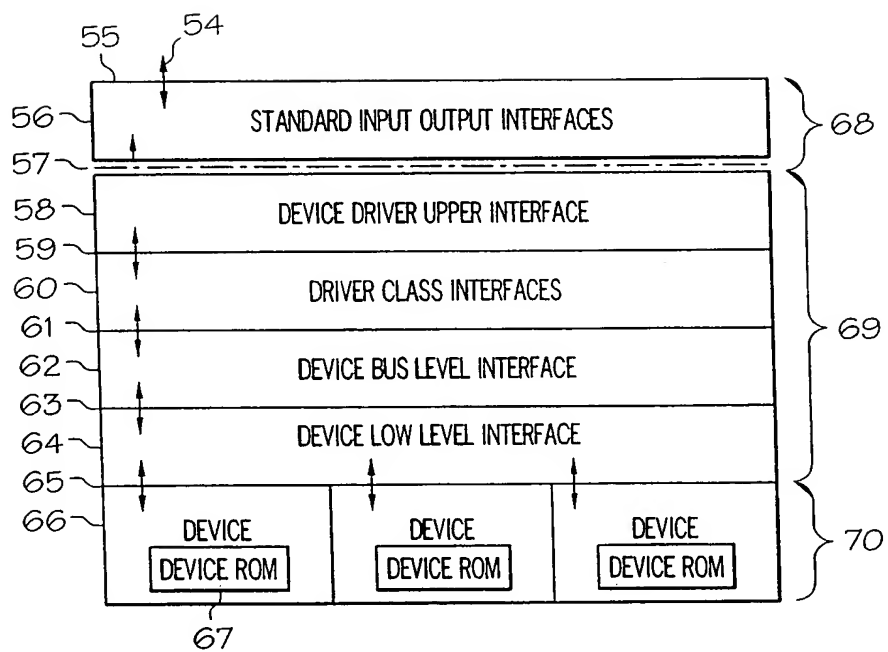 54
55
56 STANDARD INPUT OUTPUT INTERFACES 68
57
58 DEVICE DRIVER UPPER INTERFACE
59
60 DRIVER CLASS INTERFACES
61 69
62 DEVICE BUS LEVEL INTERFACE
63
64 DEVICE LOW LEVEL INTERFACE
65
66 DEVICE DEVICE DEVICE 70
DEVICE ROM DEVICE ROM DEVICE ROM
67